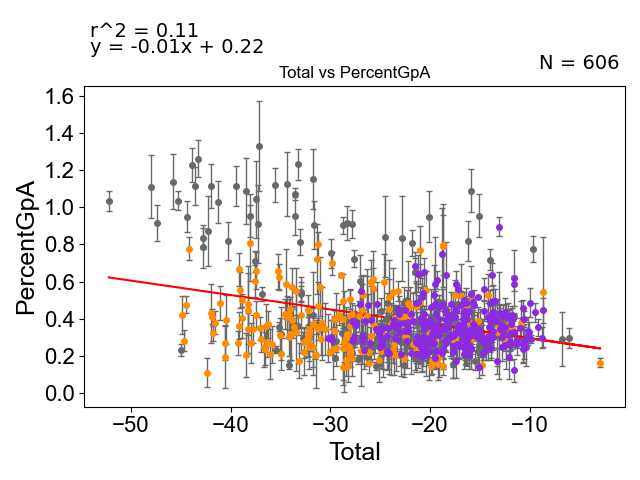 r^2 = 0.11
y = -0.01x + 0.22
N = 606
Total vs PercentGpA
1.6
1.4
1.2
1.0
0.8
0.6
0.4
0.2
0.0
PercentGpA
−50 −40 −30 −20 −10
Total